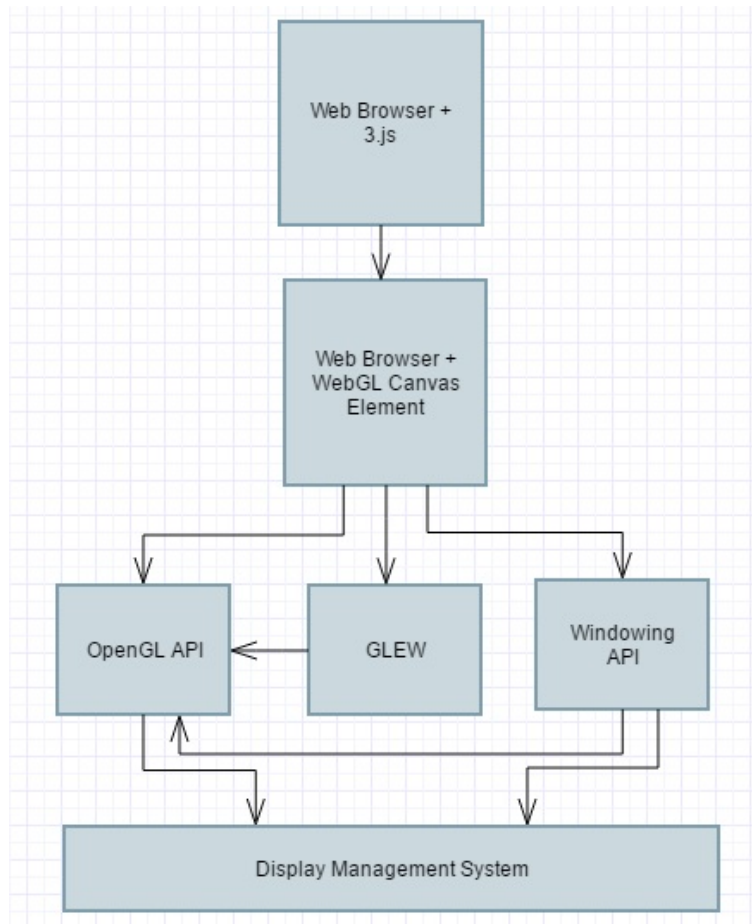 Web Browser +
3.js
Web Browser +
WebGL Canvas
Element
OpenGL API
GLEW
Windowing
API
Display Management System